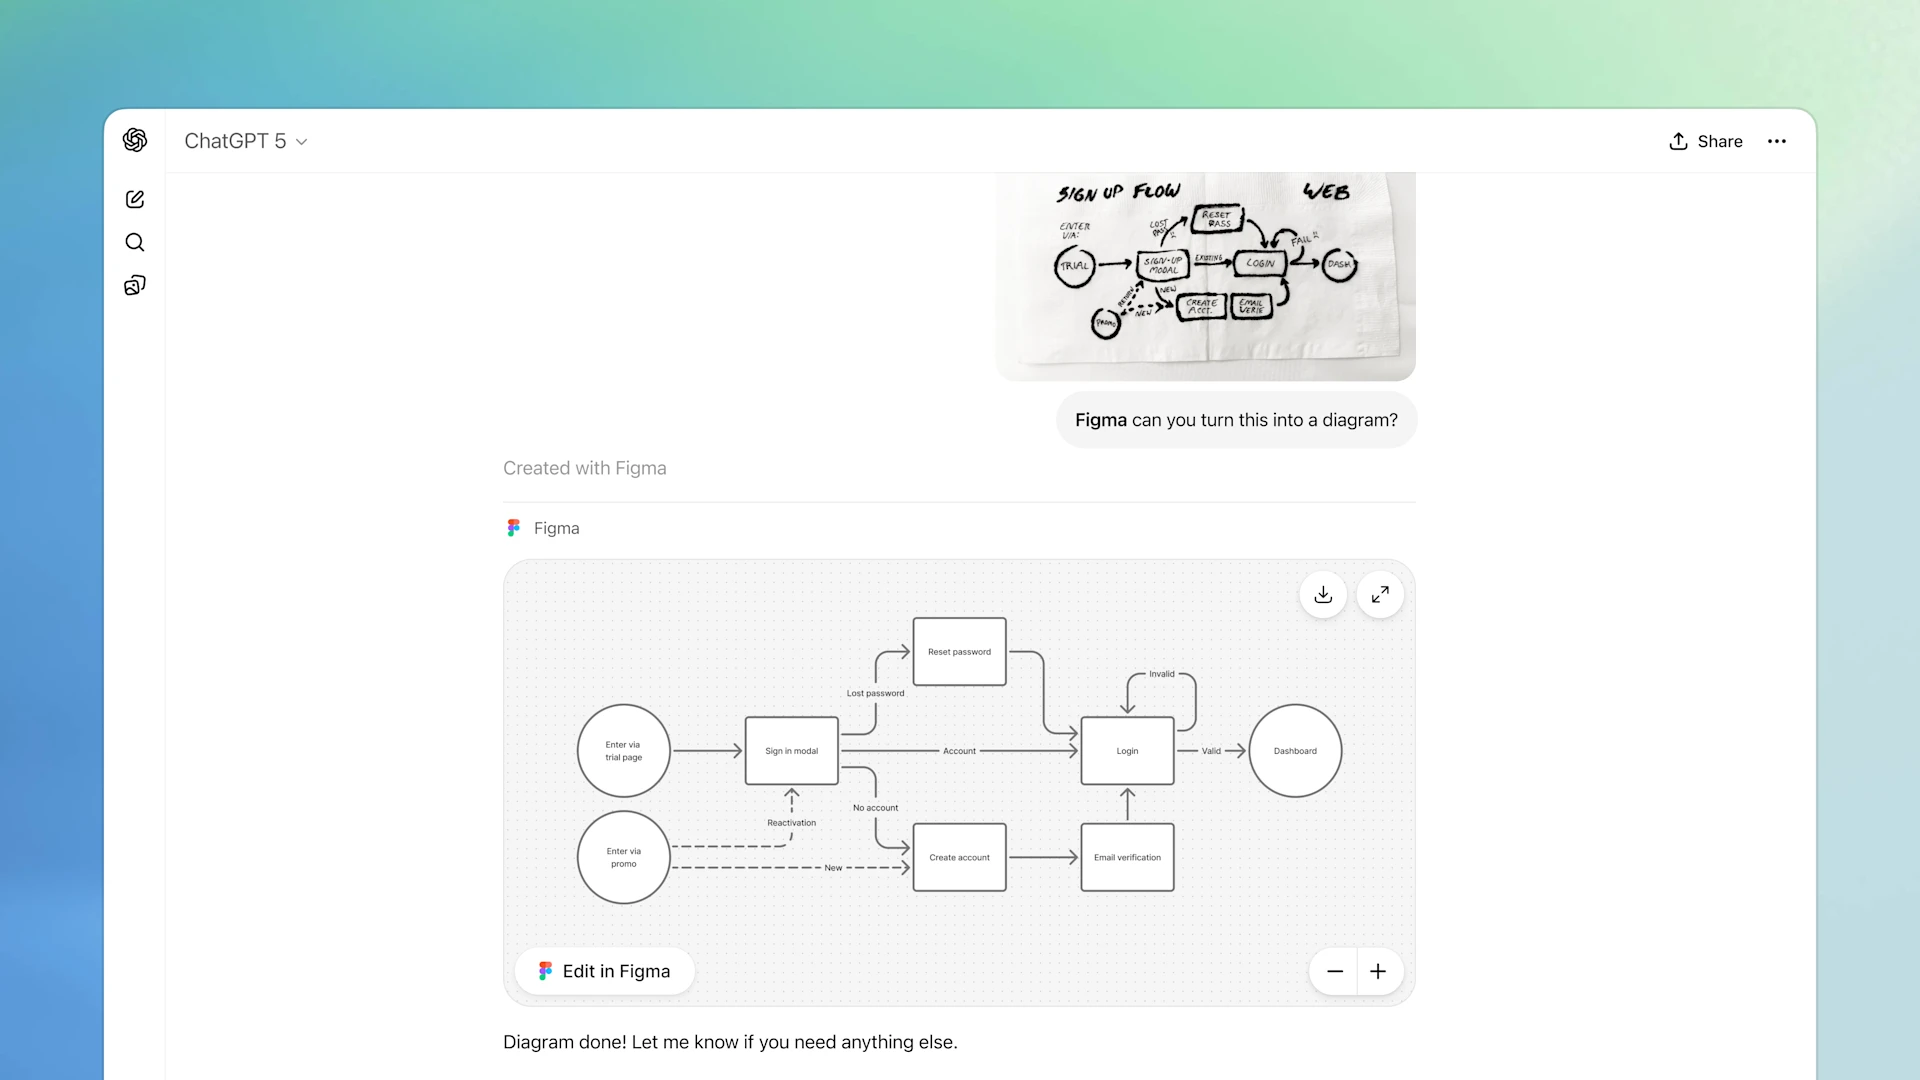 ChatGPT 5
Share
SIGN UP FLOW
WEB
ENTER
VIA:
LOST
PASS
RESET
PASS
FAIL
TRIAL
SIGN-UP
MODAL
EXISTING
LOGIN
DASH
RETURN
NEW
NEW
CREATE
ACCT.
EMAIL
VERIF
PROMO
Figma can you turn this into a diagram?
Created with Figma
Figma
Reset password
Invalid
Lost password
Enter via
trial page
Sign in modal
Account
Login
Valid
Dashboard
No account
Reactivation
Enter via
promo
New
Create account
Email verification
Edit in Figma
Diagram done! Let me know if you need anything else.